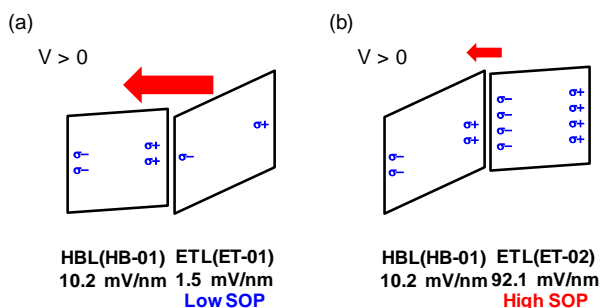 (a)
V > 0
σ−
σ−
σ+
σ+
σ−
σ+
HBL(HB-01) ETL(ET-01)
10.2 mV/nm 1.5 mV/nm
Low SOP
(b)
V > 0
σ−
σ−
σ+
σ+
σ−
σ−
σ−
σ−
σ+
σ+
σ+
σ+
HBL(HB-01) ETL(ET-02)
10.2 mV/nm 92.1 mV/nm
High SOP